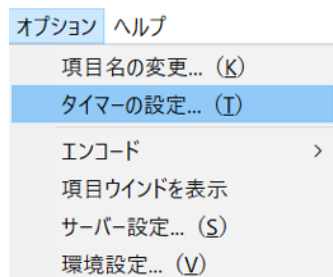 オプション ヘルプ
項目名の変更... (K)
タイマーの設定... (T)
エンコード >
項目ウインドを表示
サーバー設定... (S)
環境設定... (V)